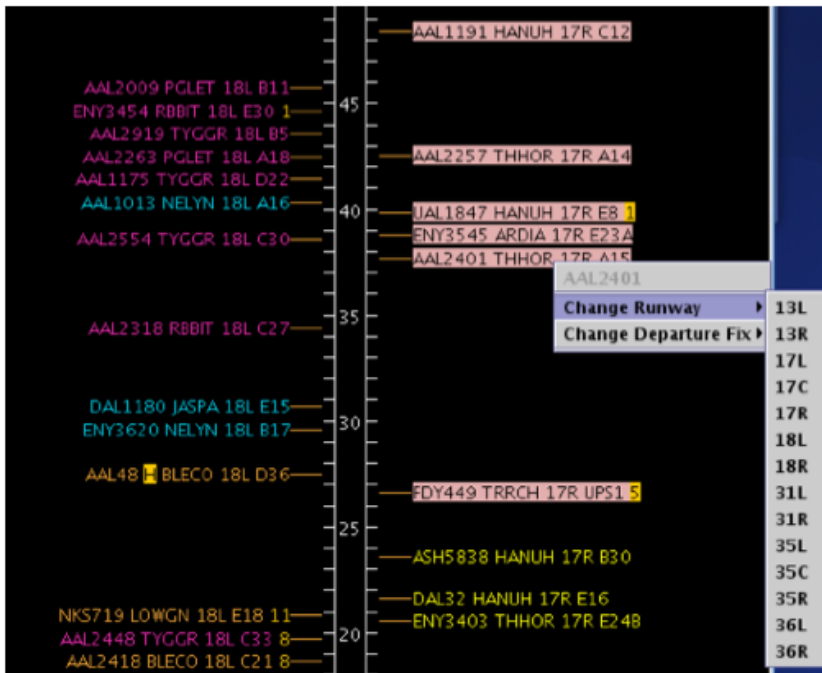 AAL1191 HANUH 17R C12
AAL2009 PGLET 18L B11
ENY3454 RBBIT 18L E30 1
45
AAL2919 TYGGR 18L B5
AAL2263 PGLET 18L A18
AAL2257 THHOR 17R A14
AAL1175 TYGGR 18L D22
AAL1013 NELYN 18L A16
40
UAL1847 HANUH 17R E8 1
AAL2554 TYGGR 18L C30
ENY3545 ARDIA 17R E23A
AAL2401 THHOR 17R A15
AAL2401
Change Runway
Change Departure Fix
13L
13R
17L
17C
17R
18L
18R
31L
31R
35L
35C
35R
36L
36R
35
AAL2318 RBBIT 18L C27
DAL1180 JASPA 18L E15
30
ENY3620 NELYN 18L B17
AAL48 H BLECO 18L D36
FDY449 TRRCH 17R UPS1 5
25
ASH5838 HANUH 17R B30
DAL32 HANUH 17R E16
NKS719 LOWGN 18L E18 11
ENY3403 THHOR 17R E24B
20
AAL2448 TYGGR 18L C33 8
AAL2418 BLECO 18L C21 8